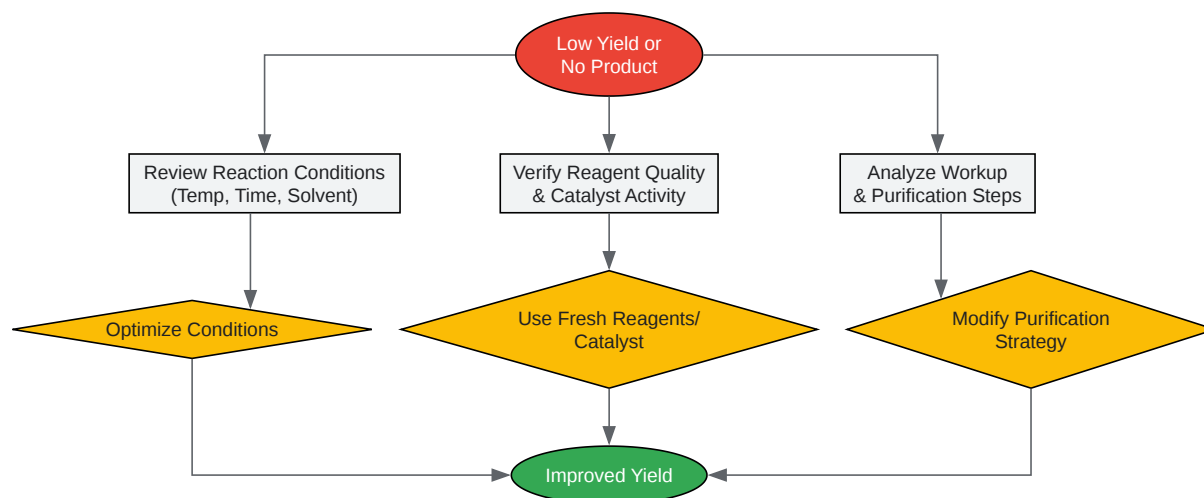 Low Yield or
No Product
Review Reaction Conditions
(Temp, Time, Solvent)
Verify Reagent Quality
& Catalyst Activity
Analyze Workup
& Purification Steps
Optimize Conditions
Use Fresh Reagents/
Catalyst
Modify Purification
Strategy
Improved Yield